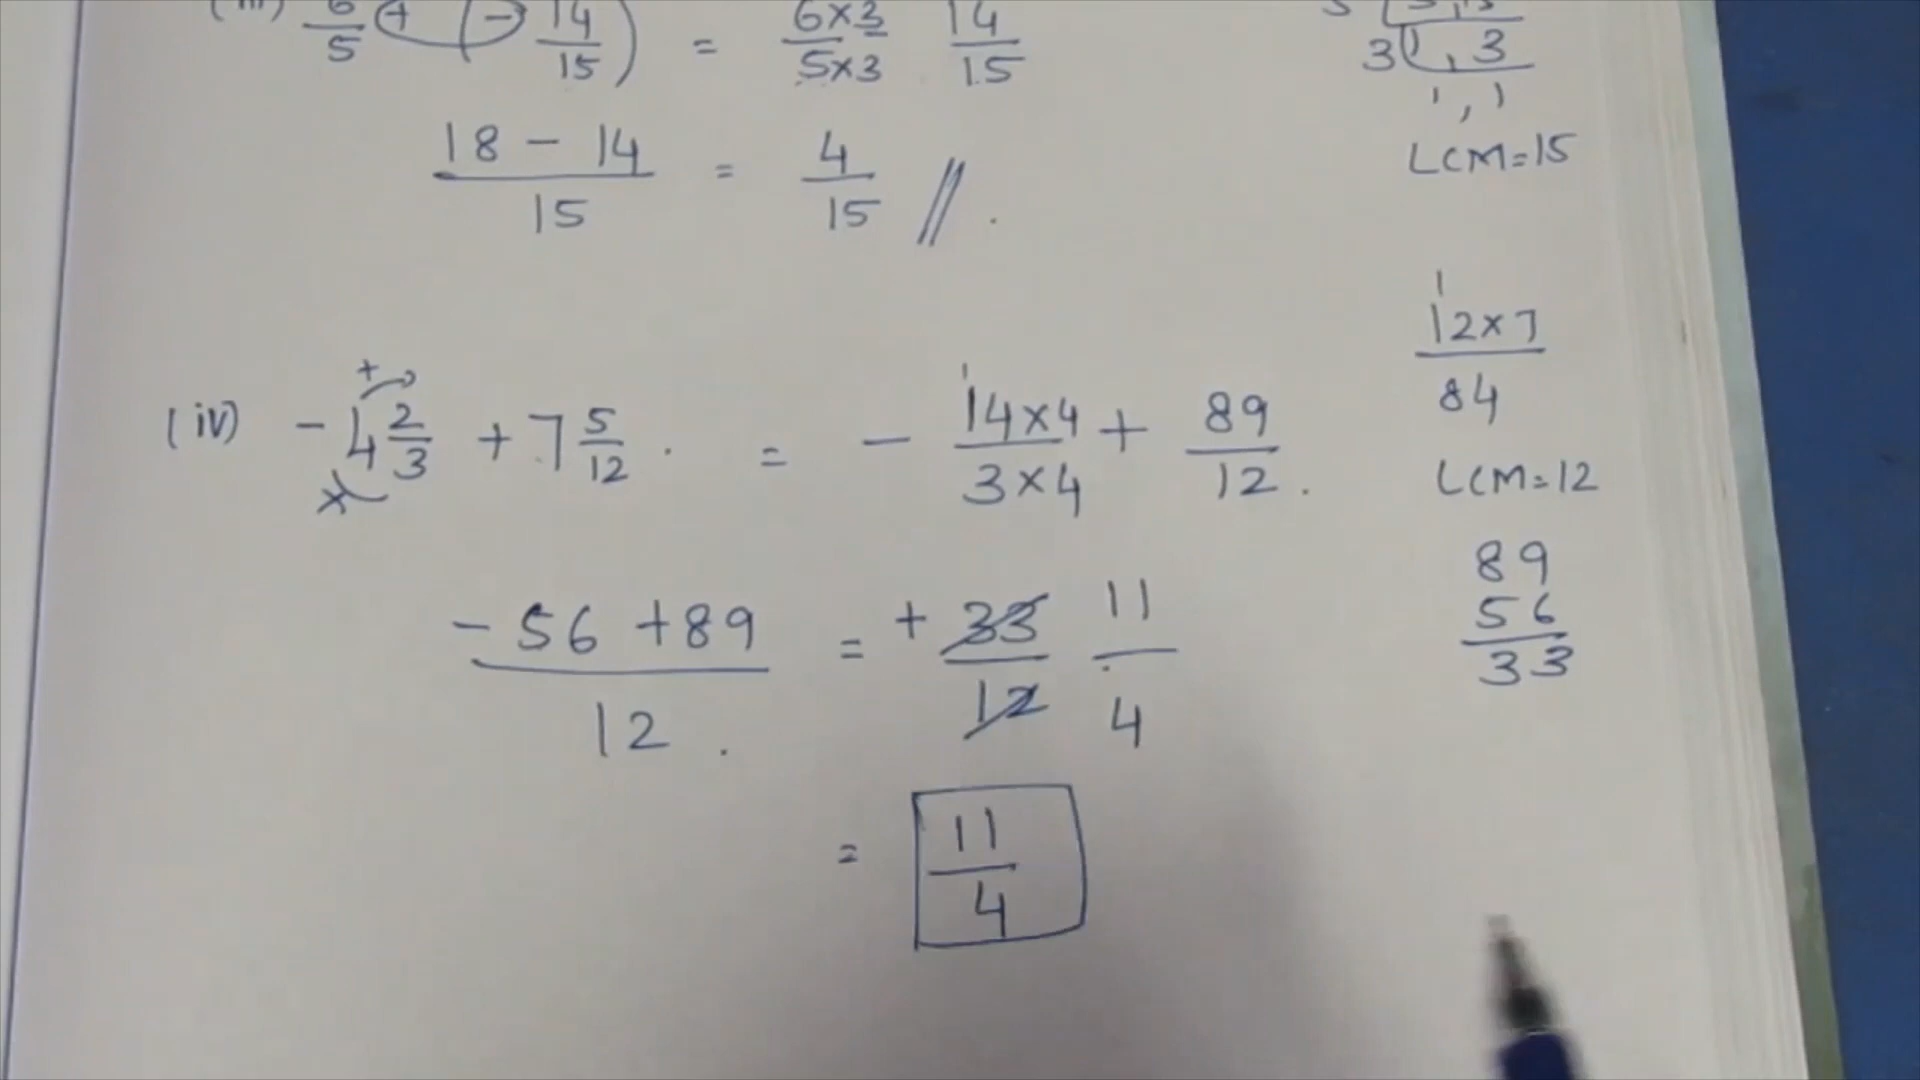 (iii) 6/5 + (- 14/15) = 6×3/5×3 14/15
3 1, 3
1, 1
LCM=15
18 - 14/15 = 4/15 //.
12×7
84
(iv) - 4 2/3 + 7 5/12 . = - 14×4/3×4 + 89/12 .
LCM=12
- 56 + 89/12 . = + 33/12 11/4
89
56
33
= 11/4